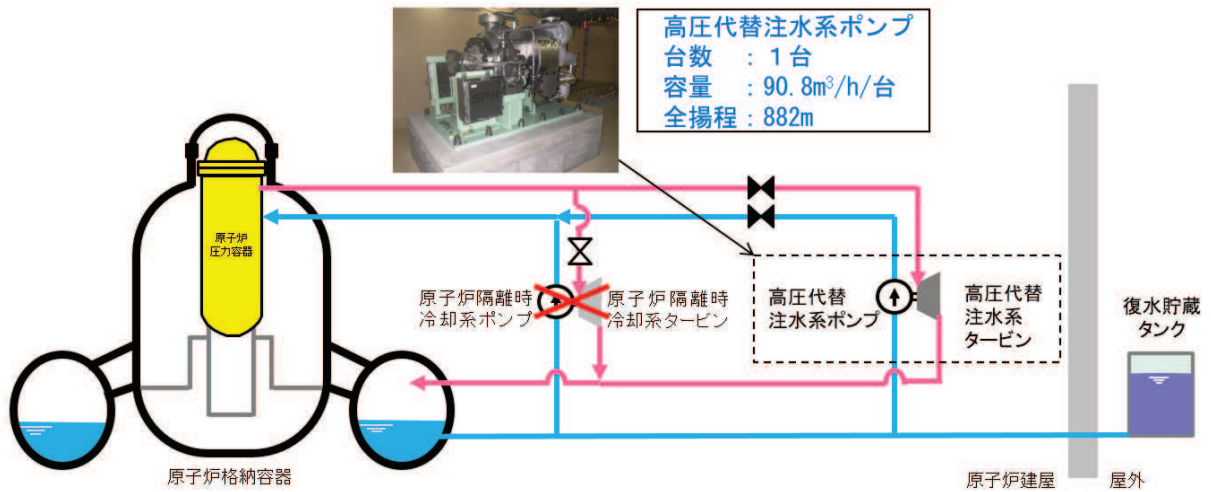 高圧代替注水系ポンプ
台数　：１台
容量　：90.8m³/h/台
全揚程：882m
SPX
SPX
原子炉
圧力容器
原子炉隔離時
冷却系ポンプ
原子炉隔離時
冷却系タービン
高圧代替
注水系ポンプ
高圧代替
注水系
タービン
復水貯蔵
タンク
原子炉格納容器
原子炉建屋
屋外